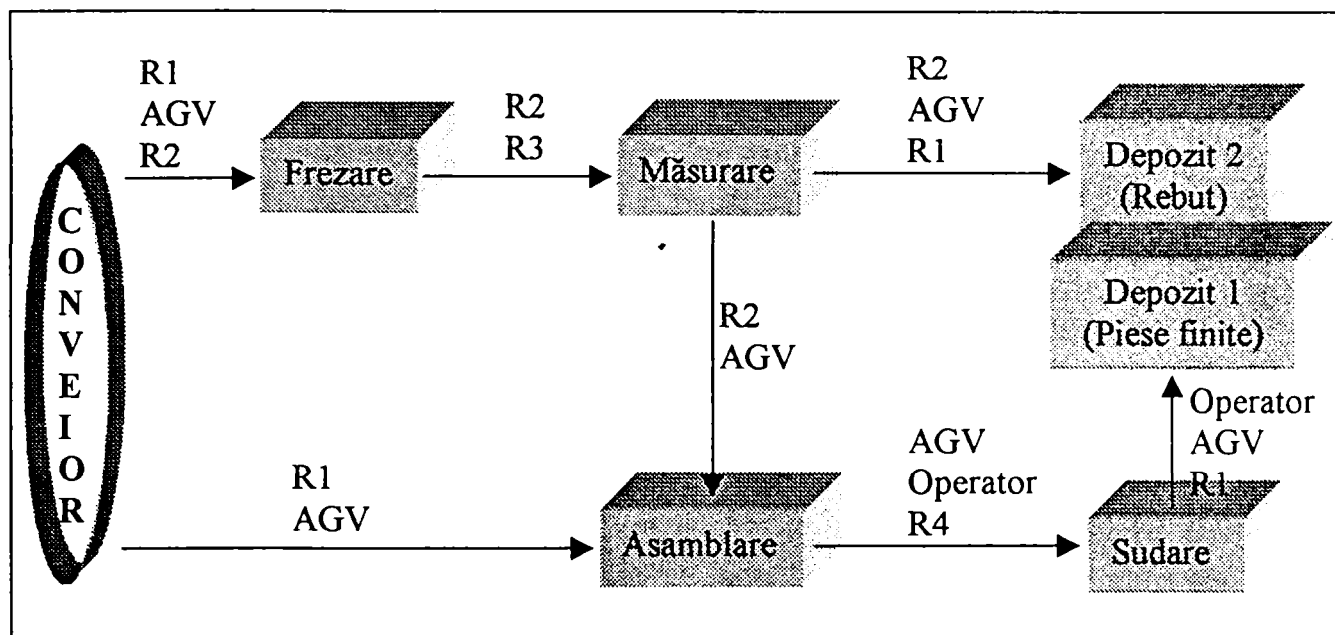 R1
AGV
R2
R2
R3
R2
AGV
R1
Frezare
Măsurare
Depozit 2
(Rebut)
CONVEIOR
Depozit 1
(Piese finite)
R2
AGV
Operator
AGV
R1
R1
AGV
AGV
Operator
R4
Asamblare
Sudare